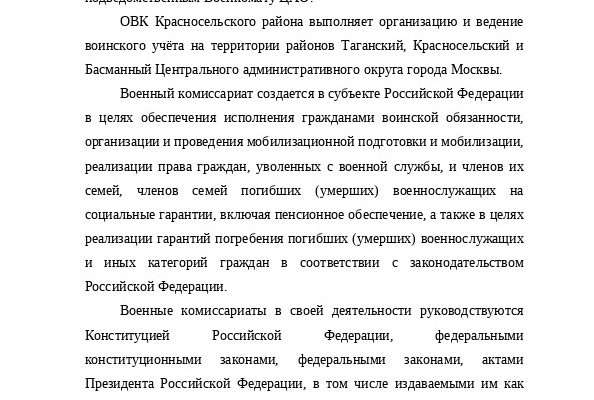 подведомственный Военкомату ЦАО.
ОВК Красносельского района выполняет организацию и ведение
воинского учёта на территории районов Таганский, Красносельский и
Басманный Центрального административного округа города Москвы.
Военный комиссариат создается в субъекте Российской Федерации
в целях обеспечения исполнения гражданами воинской обязанности,
организации и проведения мобилизационной подготовки и мобилизации,
реализации права граждан, уволенных с военной службы, и членов их
семей, членов семей погибших (умерших) военнослужащих на
социальные гарантии, включая пенсионное обеспечение, а также в целях
реализации гарантий погребения погибших (умерших) военнослужащих
и иных категорий граждан в соответствии с законодательством
Российской Федерации.
Военные комиссариаты в своей деятельности руководствуются
Конституцией Российской Федерации, федеральными
конституционными законами, федеральными законами, актами
Президента Российской Федерации, в том числе издаваемыми им как